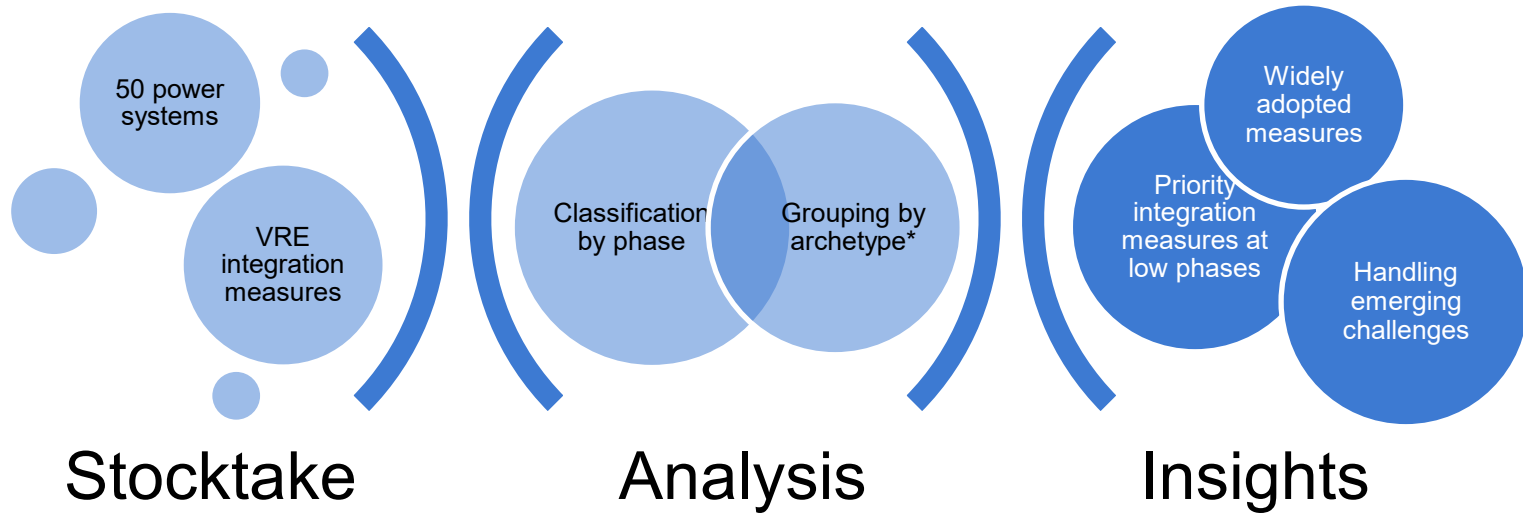 50 power
systems
VRE
integration
measures
Stocktake
Classification
by phase
Grouping by
archetype*
Analysis
Widely
adopted
measures
Priority
integration
measures at
low phases
Handling
emerging
challenges
Insights